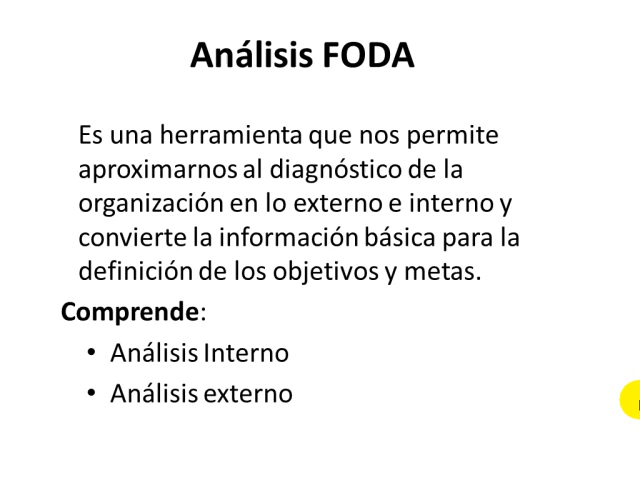 Análisis FODA
Es una herramienta que nos permite
aproximarnos al diagnóstico de la
organización en lo externo e interno y
convierte la información básica para la
definición de los objetivos y metas.
Comprende:
• Análisis Interno
• Análisis externo